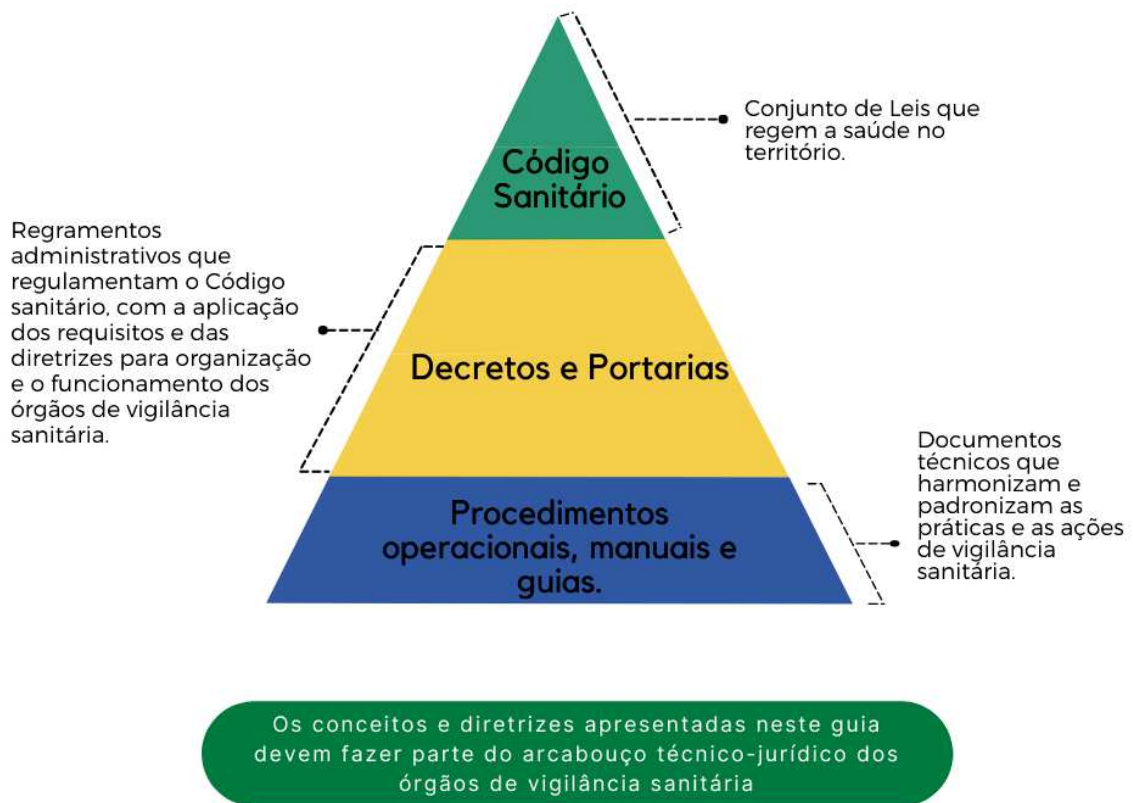 Conjunto de Leis que
regem a saúde no
território.
Código
Sanitário
Regramentos
administrativos que
regulamentam o Código
sanitário, com a aplicação
dos requisitos e das
diretrizes para organização
e o funcionamento dos
órgãos de vigilância
sanitária.
Decretos e Portarias
Documentos
técnicos que
harmonizam e
padronizam as
práticas e as ações
de vigilância
sanitária.
Procedimentos
operacionais, manuais e
guias.
Os conceitos e diretrizes apresentadas neste guia
devem fazer parte do arcabouço técnico-jurídico dos
órgãos de vigilância sanitária